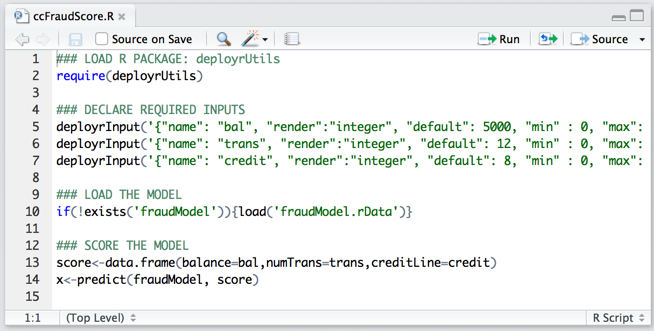 ccFraudScore.R
Source on Save
Run
Source
1 ### LOAD R PACKAGE: deployrUtils
2 require(deployrUtils)
3
4 ### DECLARE REQUIRED INPUTS
5 deployrInput('{"name": "bal", "render":"integer", "default": 5000, "min" : 0, "max":
6 deployrInput('{"name": "trans", "render":"integer", "default": 12, "min" : 0, "max":
7 deployrInput('{"name": "credit", "render":"integer", "default": 8, "min" : 0, "max":
8
9 ### LOAD THE MODEL
10 if(!exists('fraudModel')){load('fraudModel.rData')}
11
12 ### SCORE THE MODEL
13 score<-data.frame(balance=bal,numTrans=trans,creditLine=credit)
14 x<-predict(fraudModel, score)
15
1:1 (Top Level) R Script